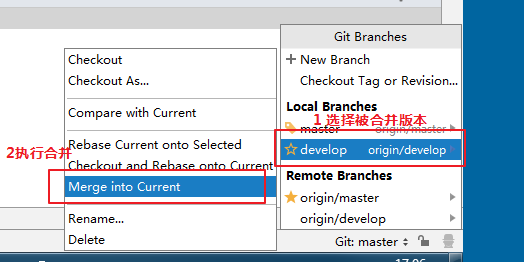 Git Branches
New Branch
Checkout Tag or Revision...
Local Branches
1 选择被合并版本
master origin/master
develop origin/develop
Remote Branches
origin/master
origin/develop
Checkout
Checkout As...
Compare with Current
Rebase Current onto Selected
Checkout and Rebase onto Current
2执行合并
Merge into Current
Rename...
Delete
Git: master
17:06